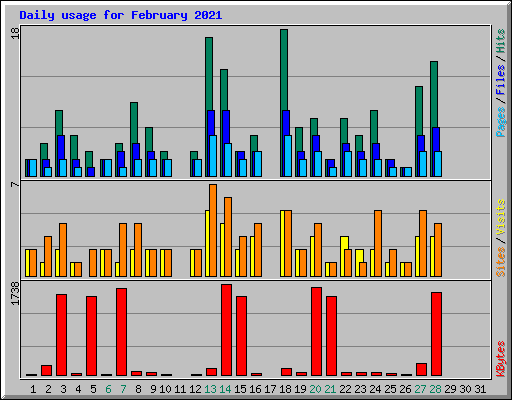 Daily usage for February 2021
18
Pages / Files / Hits
7
Sites / Visits
1738
KBytes
1 2 3 4 5 6 7 8 9 10 11 12 13 14 15 16 17 18 19 20 21 22 23 24 25 26 27 28 29 30 31